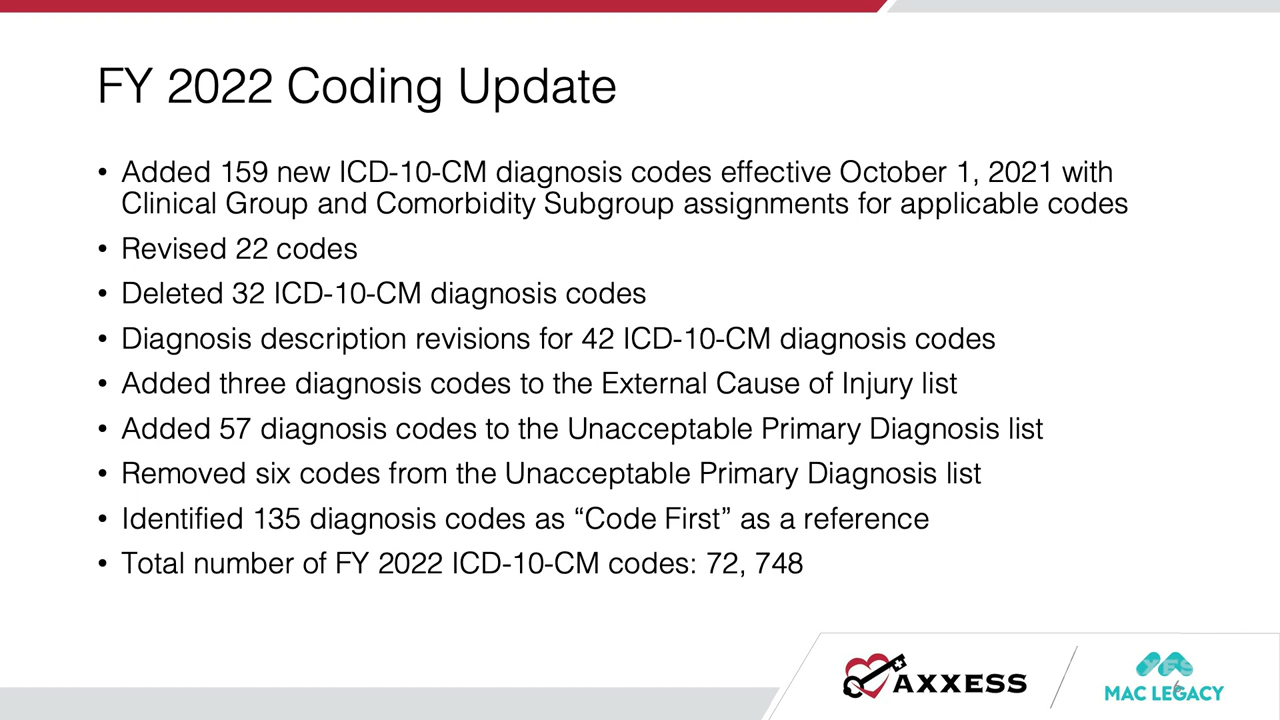 FY 2022 Coding Update
• Added 159 new ICD-10-CM diagnosis codes effective October 1, 2021 with
Clinical Group and Comorbidity Subgroup assignments for applicable codes
• Revised 22 codes
• Deleted 32 ICD-10-CM diagnosis codes
• Diagnosis description revisions for 42 ICD-10-CM diagnosis codes
• Added three diagnosis codes to the External Cause of Injury list
• Added 57 diagnosis codes to the Unacceptable Primary Diagnosis list
• Removed six codes from the Unacceptable Primary Diagnosis list
• Identified 135 diagnosis codes as “Code First” as a reference
• Total number of FY 2022 ICD-10-CM codes: 72, 748
AXXESS
MAC LEGACY